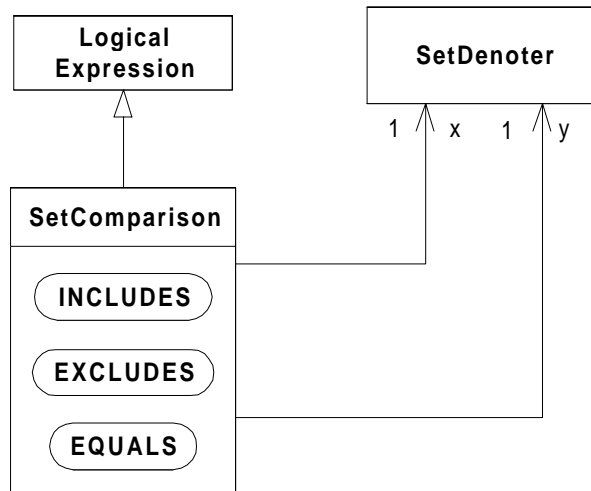 Logical
Expression
SetDenoter
1 x 1 y
SetComparison
INCLUDES
EXCLUDES
EQUALS